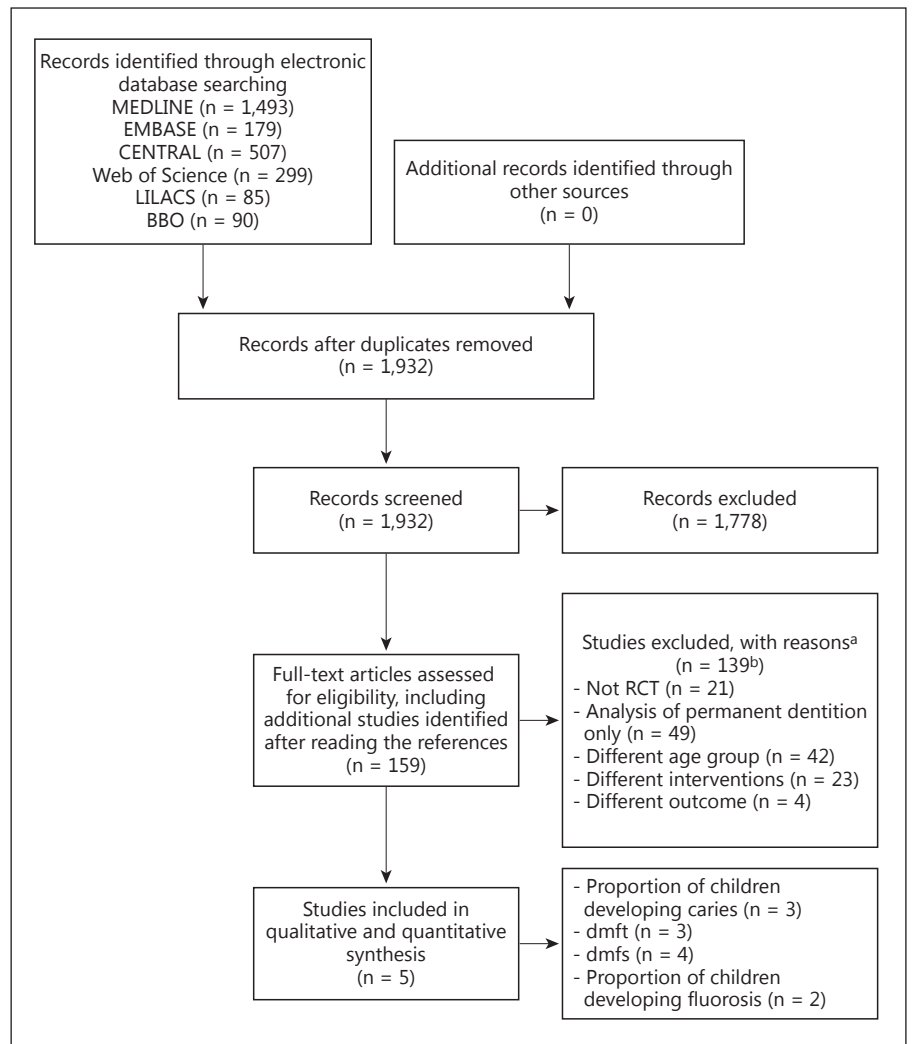 Records identified through electronic
database searching
MEDLINE (n = 1,493)
EMBASE (n = 179)
CENTRAL (n = 507)
Web of Science (n = 299)
LILACS (n = 85)
BBO (n = 90)
Additional records identified through
other sources
(n = 0)
Records after duplicates removed
(n = 1,932)
Records screened
(n = 1,932)
Records excluded
(n = 1,778)
Full-text articles assessed
for eligibility, including
additional studies identified
after reading the references
(n = 159)
Studies excluded, with reasonsᵃ
(n = 139ᵇ)
- Not RCT (n = 21)
- Analysis of permanent dentition
only (n = 49)
- Different age group (n = 42)
- Different interventions (n = 23)
- Different outcome (n = 4)
Studies included in
qualitative and quantitative
synthesis
(n = 5)
- Proportion of children
developing caries (n = 3)
- dmft (n = 3)
- dmfs (n = 4)
- Proportion of children
developing fluorosis (n = 2)